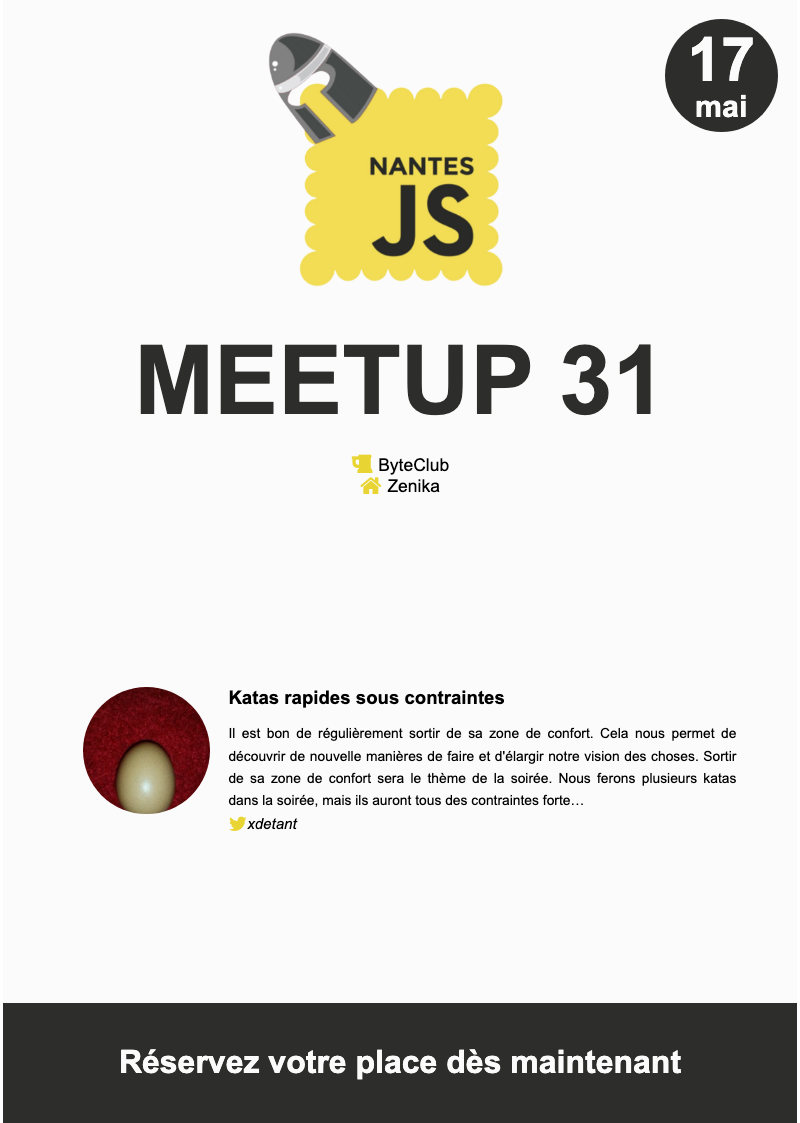 17
mai
NANTES
JS
MEETUP 31
ByteClub
Zenika
Katas rapides sous contraintes
Il est bon de régulièrement sortir de sa zone de confort. Cela nous permet de
découvrir de nouvelle manières de faire et d'élargir notre vision des choses. Sortir
de sa zone de confort sera le thème de la soirée. Nous ferons plusieurs katas
dans la soirée, mais ils auront tous des contraintes forte…
xdetant
Réservez votre place dès maintenant